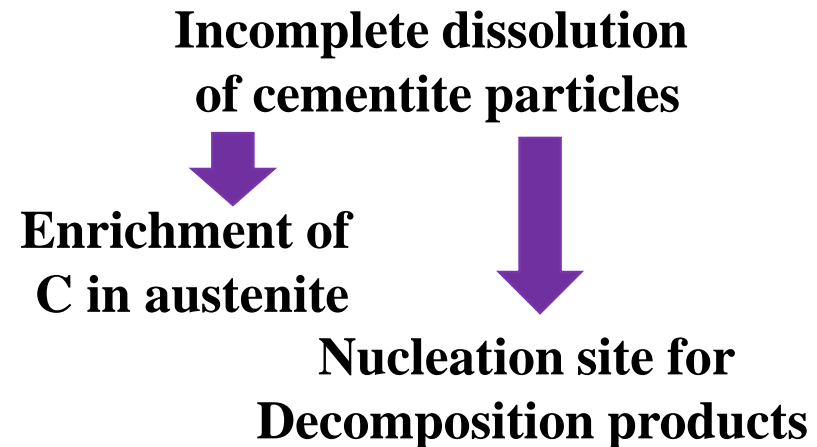 Incomplete dissolution
of cementite particles
Enrichment of
C in austenite
Nucleation site for
Decomposition products